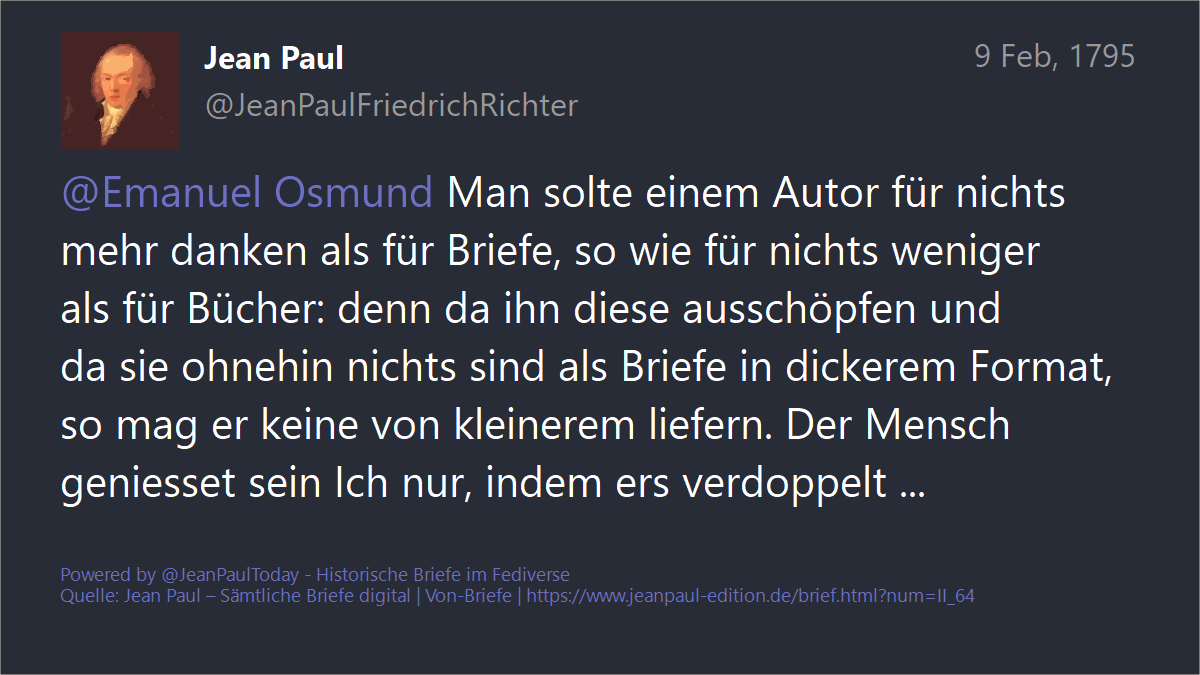 Jean Paul
9 Feb, 1795
@JeanPaulFriedrichRichter
@Emanuel Osmund Man solte einem Autor für nichts
mehr danken als für Briefe, so wie für nichts weniger
als für Bücher: denn da ihn diese ausschöpfen und
da sie ohnehin nichts sind als Briefe in dickerem Format,
so mag er keine von kleinerem liefern. Der Mensch
geniesset sein Ich nur, indem ers verdoppelt ...
Powered by @JeanPaulToday - Historische Briefe im Fediverse
Quelle: Jean Paul – Sämtliche Briefe digital | Von-Briefe | https://www.jeanpaul-edition.de/brief.html?num=II_64